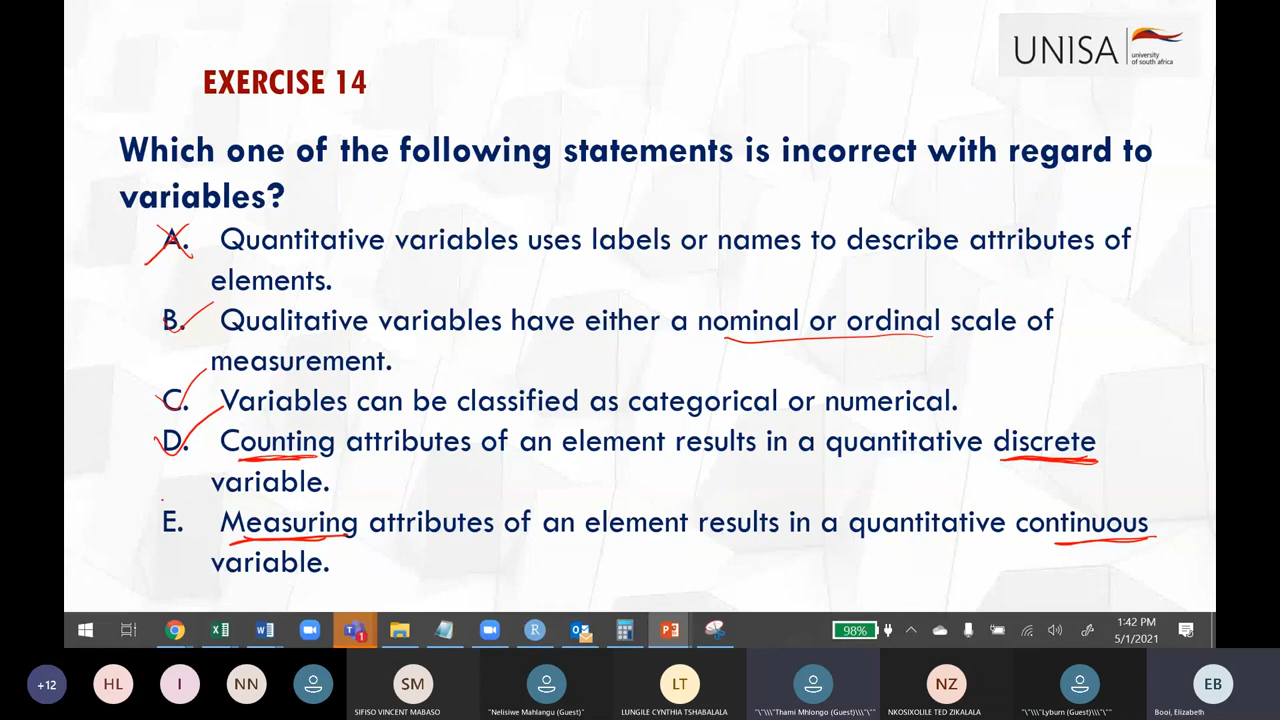 UNISA
university
of south africa
EXERCISE 14
Which one of the following statements is incorrect with regard to
variables?
A. Quantitative variables uses labels or names to describe attributes of
elements.
B. Qualitative variables have either a nominal or ordinal scale of
measurement.
C. Variables can be classified as categorical or numerical.
D. Counting attributes of an element results in a quantitative discrete
variable.
E. Measuring attributes of an element results in a quantitative continuous
variable.
98%
1:42 PM
5/1/2021
+12
HL
I
NN
SM
LT
NZ
EB
SIFISO VINCENT MABASO
"Nelisiwe Mahlangu (Guest)"
LUNGILE CYNTHIA TSHABALALA
"\"\\\"Thami Mhlongo (Guest)\\\"\""
NKOSIXOLILE TED ZIKALALA
"\"\\\"Lyburn (Guest)\\\"\""
Booi, Elizabeth